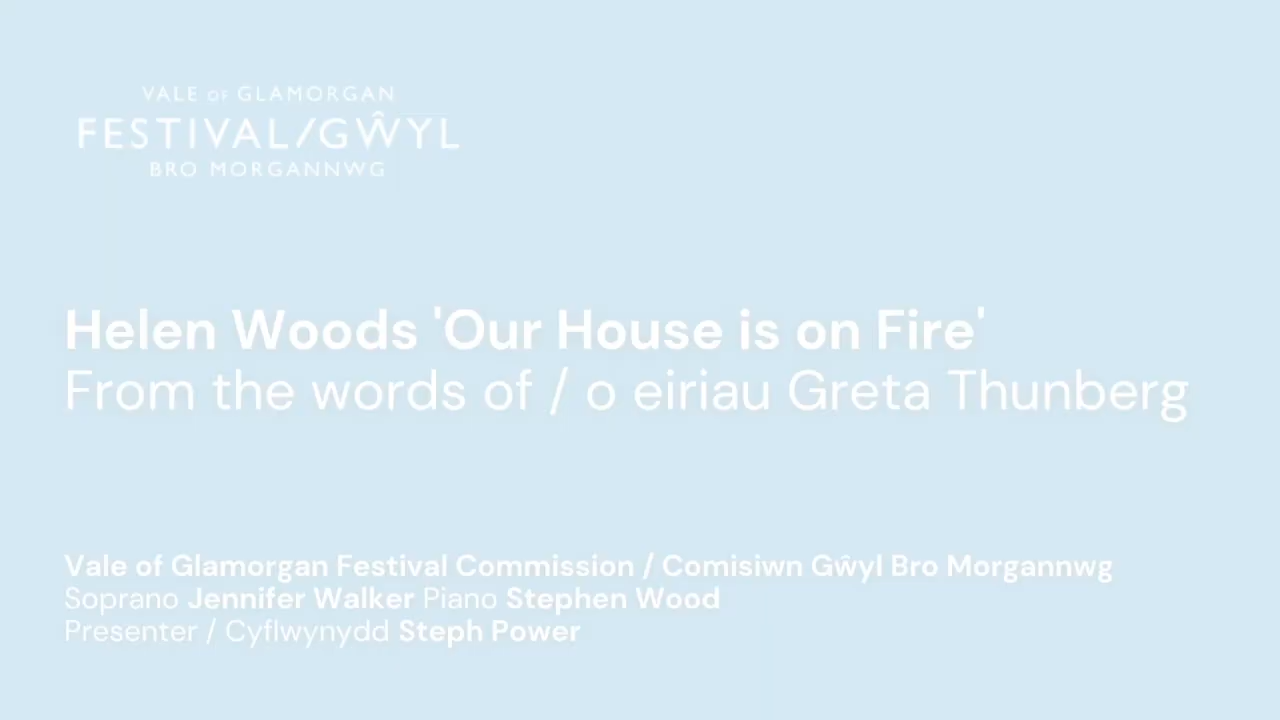 VALE OF GLAMORGAN
FESTIVAL/GŴYL
BRO MORGANNWG
Helen Woods 'Our House is on Fire'
From the words of / o eiriau Greta Thunberg
Vale of Glamorgan Festival Commission / Comisiwn Gŵyl Bro Morgannwg
Soprano Jennifer Walker Piano Stephen Wood
Presenter / Cyflwynydd Steph Power